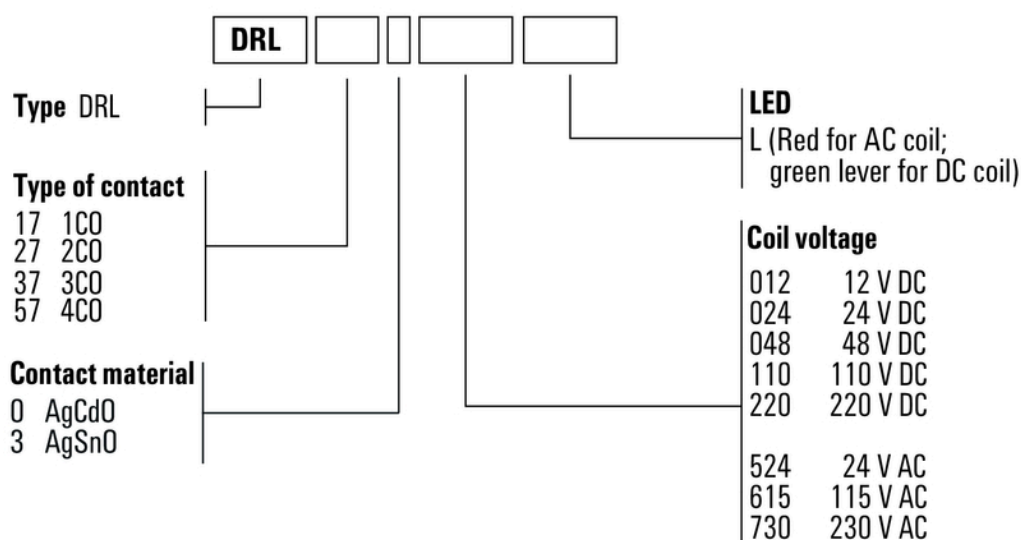 DRL
Type DRL
Type of contact
17 1CO
27 2CO
37 3CO
57 4CO
Contact material
0 AgCdO
3 AgSnO
LED
L (Red for AC coil;
green lever for DC coil)
Coil voltage
012 12 V DC
024 24 V DC
048 48 V DC
110 110 V DC
220 220 V DC
524 24 V AC
615 115 V AC
730 230 V AC